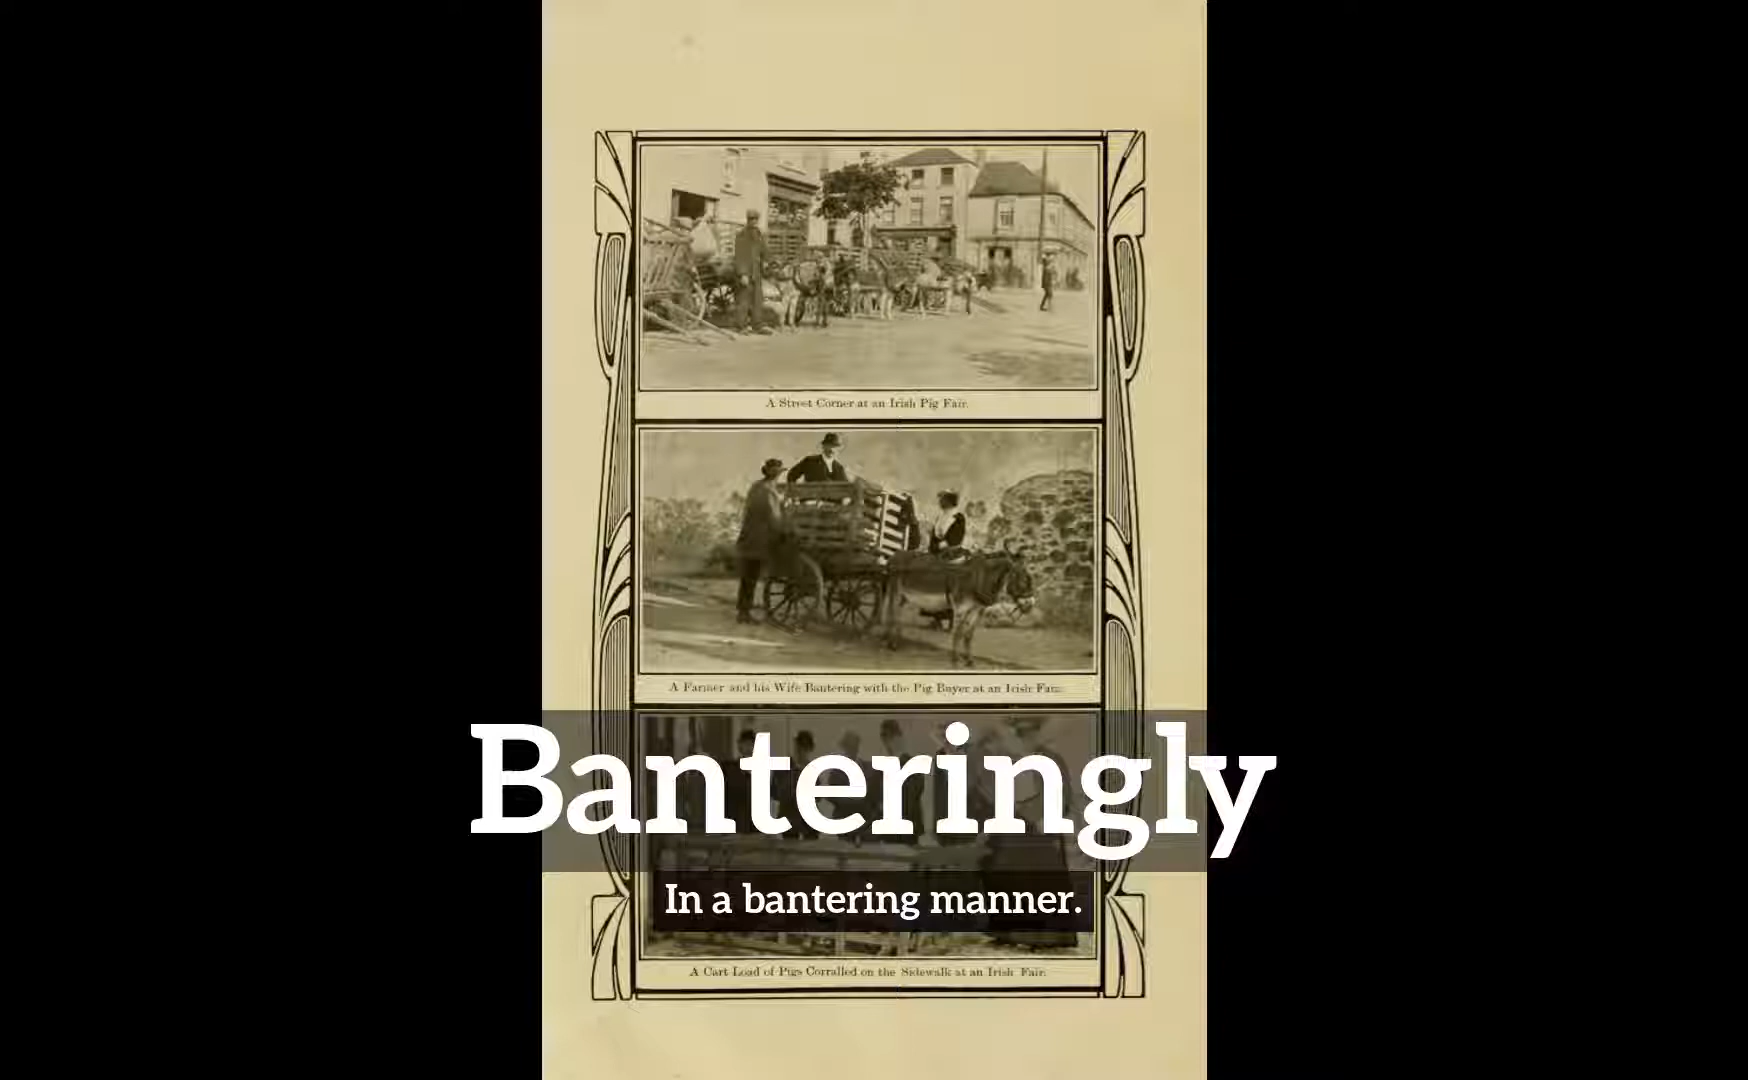 A Street Corner at an Irish Pig Fair.
A Farmer and his Wife Bantering with the Pig Buyer at an Irish Fair.
Banteringly
In a bantering manner.
A Cart Load of Pigs Corralled on the Sidewalk at an Irish Fair.